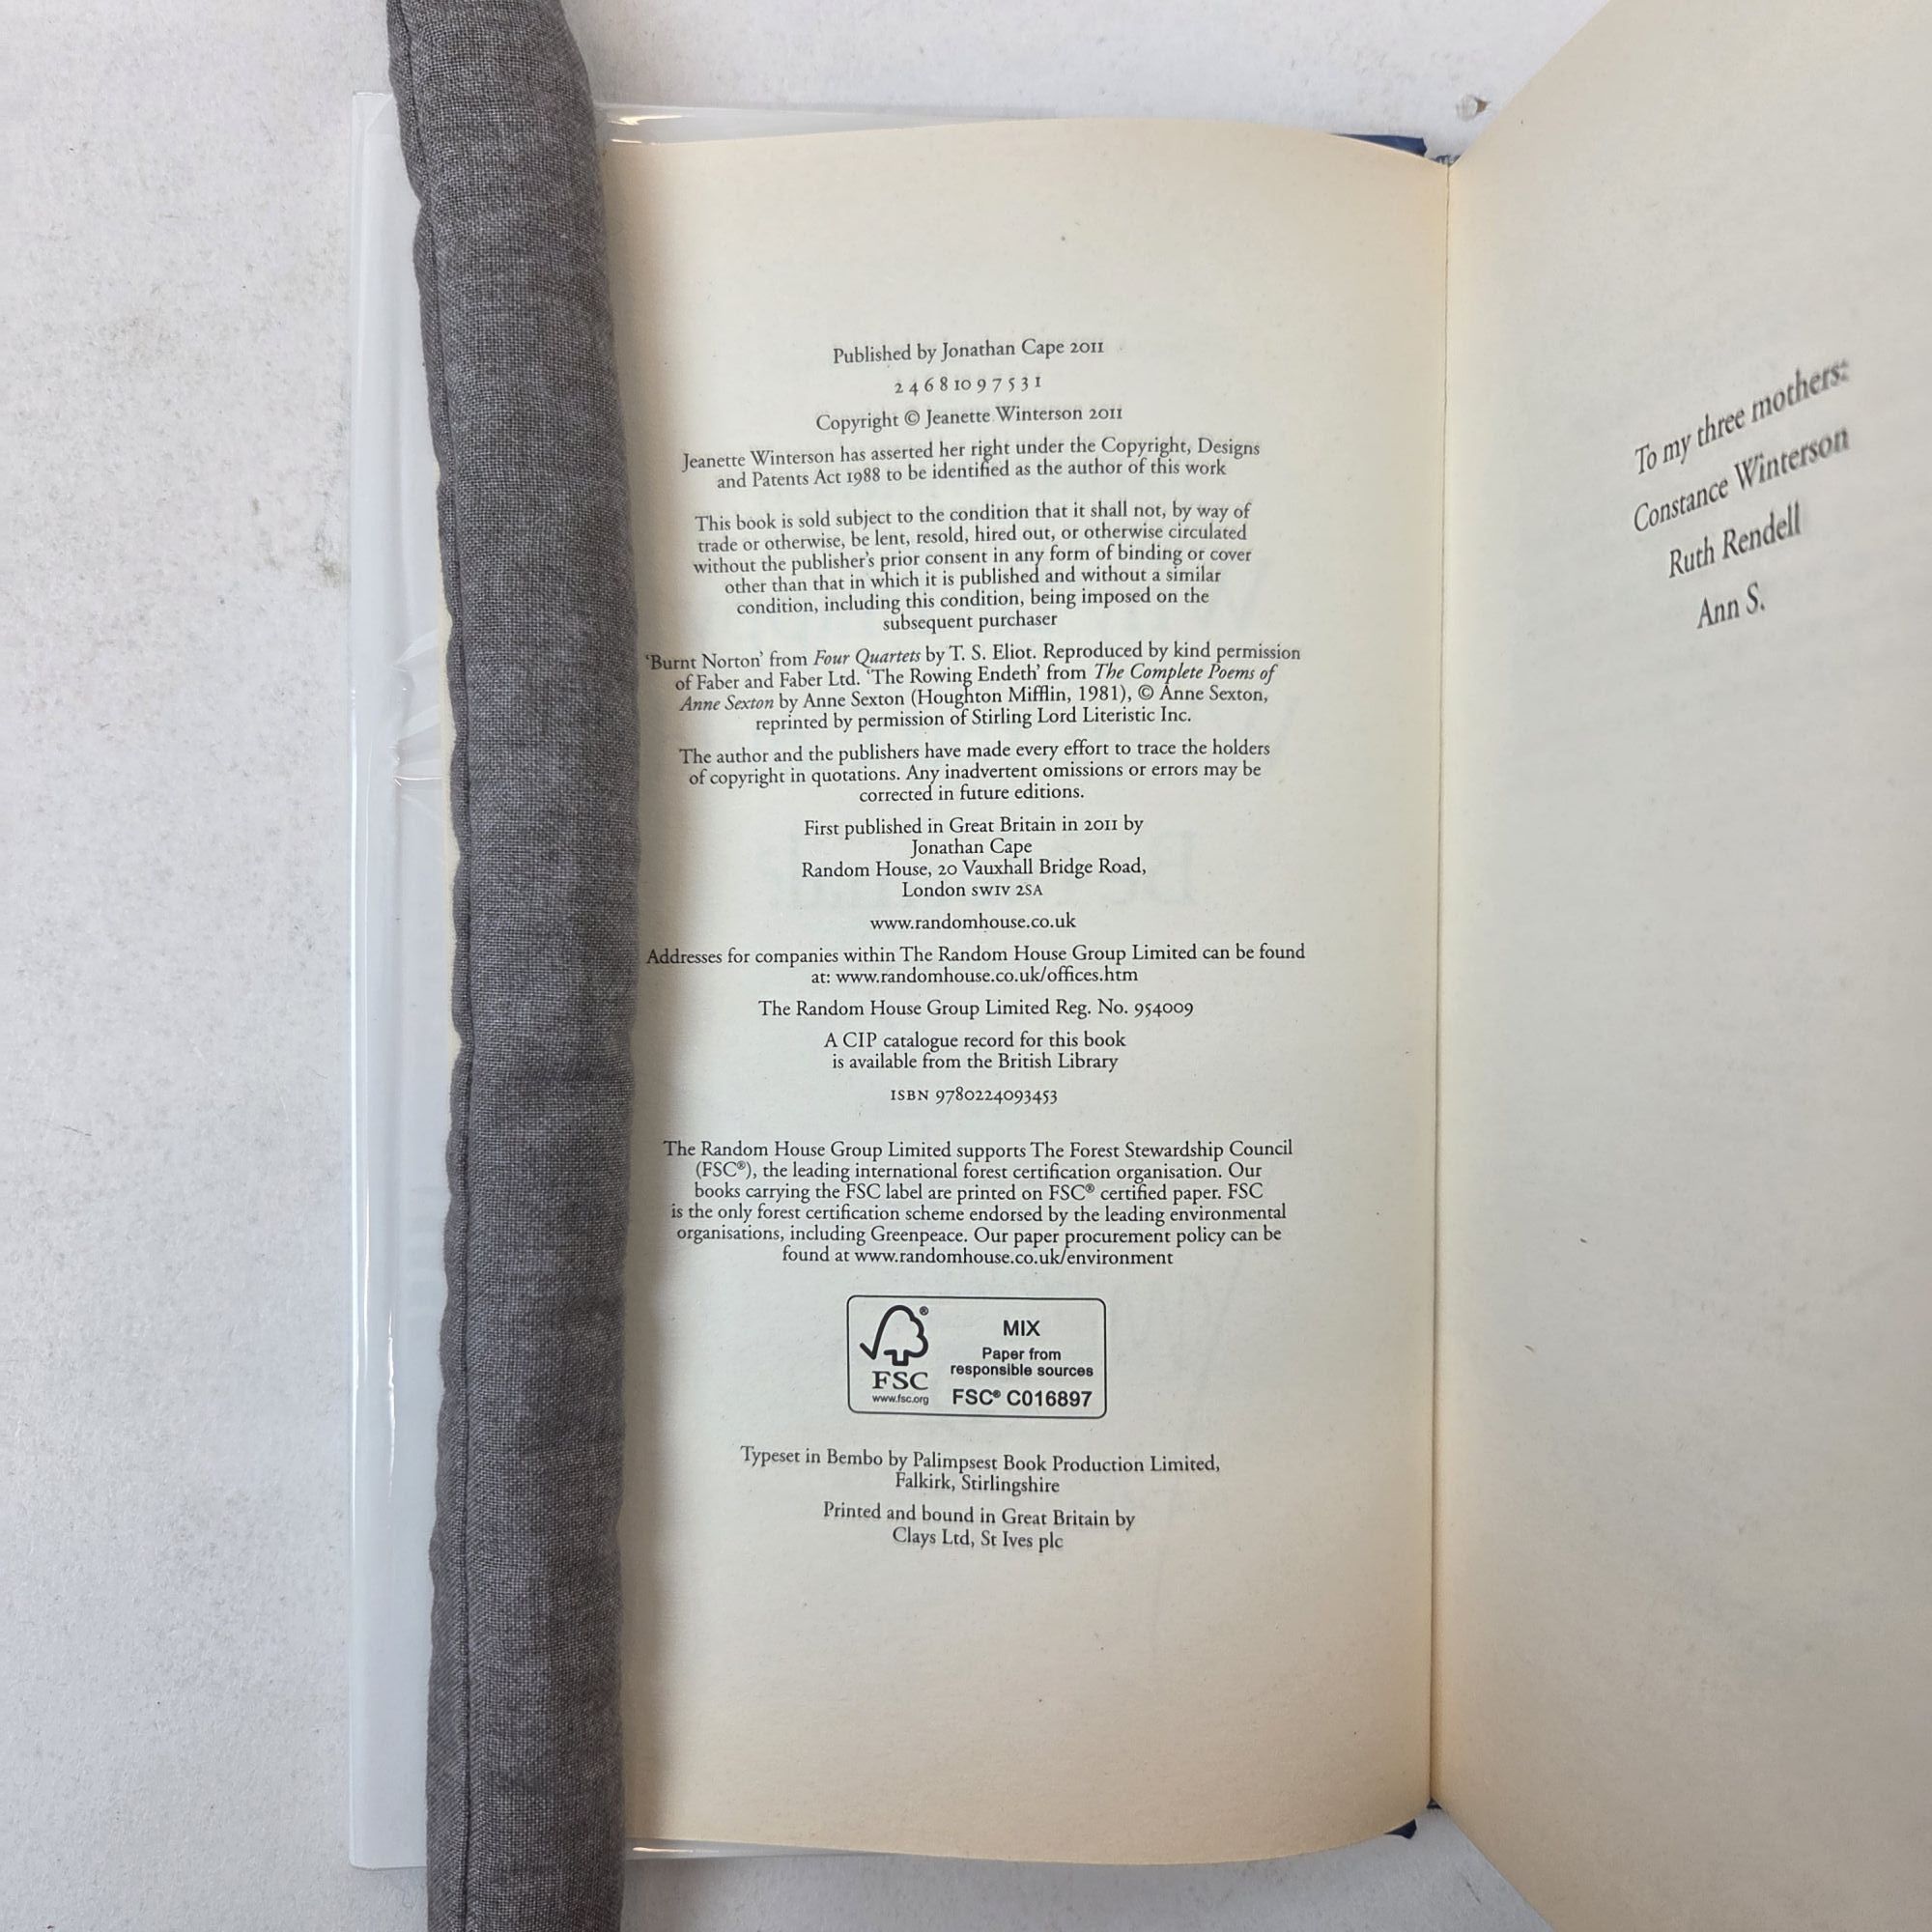 Published by Jonathan Cape 2011
2 4 6 8 10 9 7 5 3 1
Copyright © Jeanette Winterson 2011
Jeanette Winterson has asserted her right under the Copyright, Designs
and Patents Act 1988 to be identified as the author of this work
This book is sold subject to the condition that it shall not, by way of
trade or otherwise, be lent, resold, hired out, or otherwise circulated
without the publisher's prior consent in any form of binding or cover
other than that in which it is published and without a similar
condition, including this condition, being imposed on the
subsequent purchaser
'Burnt Norton' from Four Quartets by T. S. Eliot. Reproduced by kind permission
of Faber and Faber Ltd. 'The Rowing Endeth' from The Complete Poems of
Anne Sexton by Anne Sexton (Houghton Mifflin, 1981), © Anne Sexton,
reprinted by permission of Stirling Lord Literistic Inc.
The author and the publishers have made every effort to trace the holders
of copyright in quotations. Any inadvertent omissions or errors may be
corrected in future editions.
First published in Great Britain in 2011 by
Jonathan Cape
Random House, 20 Vauxhall Bridge Road,
London SW1V 2SA
www.randomhouse.co.uk
Addresses for companies within The Random House Group Limited can be found
at: www.randomhouse.co.uk/offices.htm
The Random House Group Limited Reg. No. 954009
A CIP catalogue record for this book
is available from the British Library
ISBN 9780224093453
The Random House Group Limited supports The Forest Stewardship Council
(FSC®), the leading international forest certification organisation. Our
books carrying the FSC label are printed on FSC® certified paper. FSC
is the only forest certification scheme endorsed by the leading environmental
organisations, including Greenpeace. Our paper procurement policy can be
found at www.randomhouse.co.uk/environment
®
FSC
www.fsc.org
MIX
Paper from
responsible sources
FSC® C016897
Typeset in Bembo by Palimpsest Book Production Limited,
Falkirk, Stirlingshire
Printed and bound in Great Britain by
Clays Ltd, St Ives plc
To my three mothers:
Constance Winterson
Ruth Rendell
Ann S.